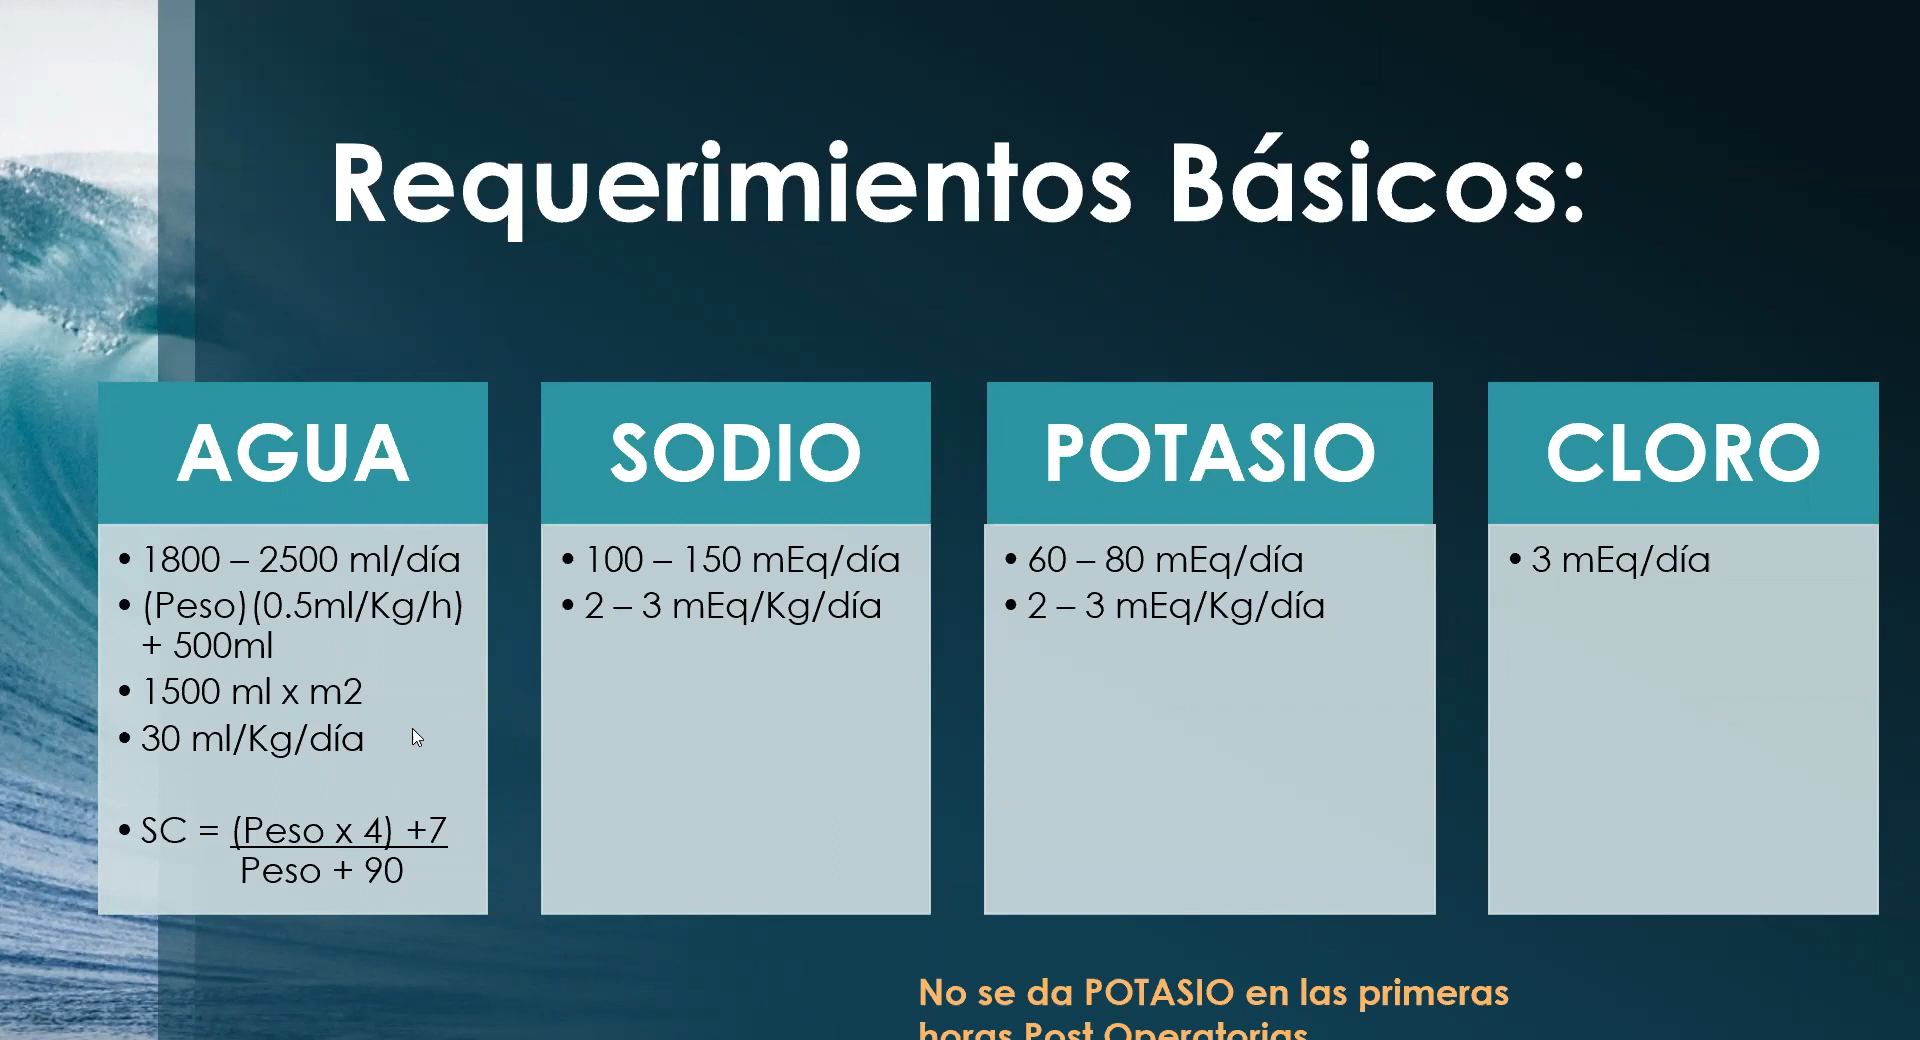 Requerimientos Básicos:
AGUA
• 1800 – 2500 ml/día
• (Peso)(0.5ml/Kg/h)
+ 500ml
• 1500 ml x m2
• 30 ml/Kg/día
• SC = (Peso x 4) +7
Peso + 90
SODIO
• 100 – 150 mEq/día
• 2 – 3 mEq/Kg/día
POTASIO
• 60 – 80 mEq/día
• 2 – 3 mEq/Kg/día
CLORO
• 3 mEq/día
No se da POTASIO en las primeras
horas Post Operatorias